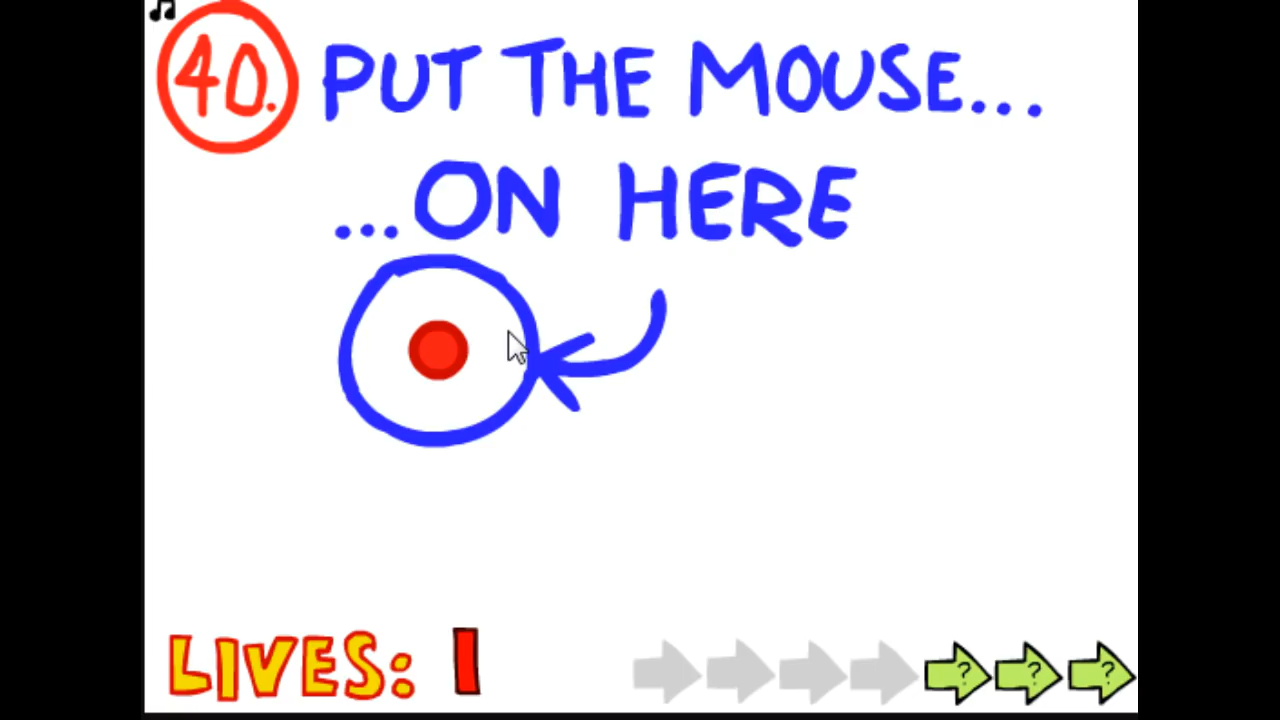 40. PUT THE MOUSE...
...ON HERE
LIVES: 1
? ? ?